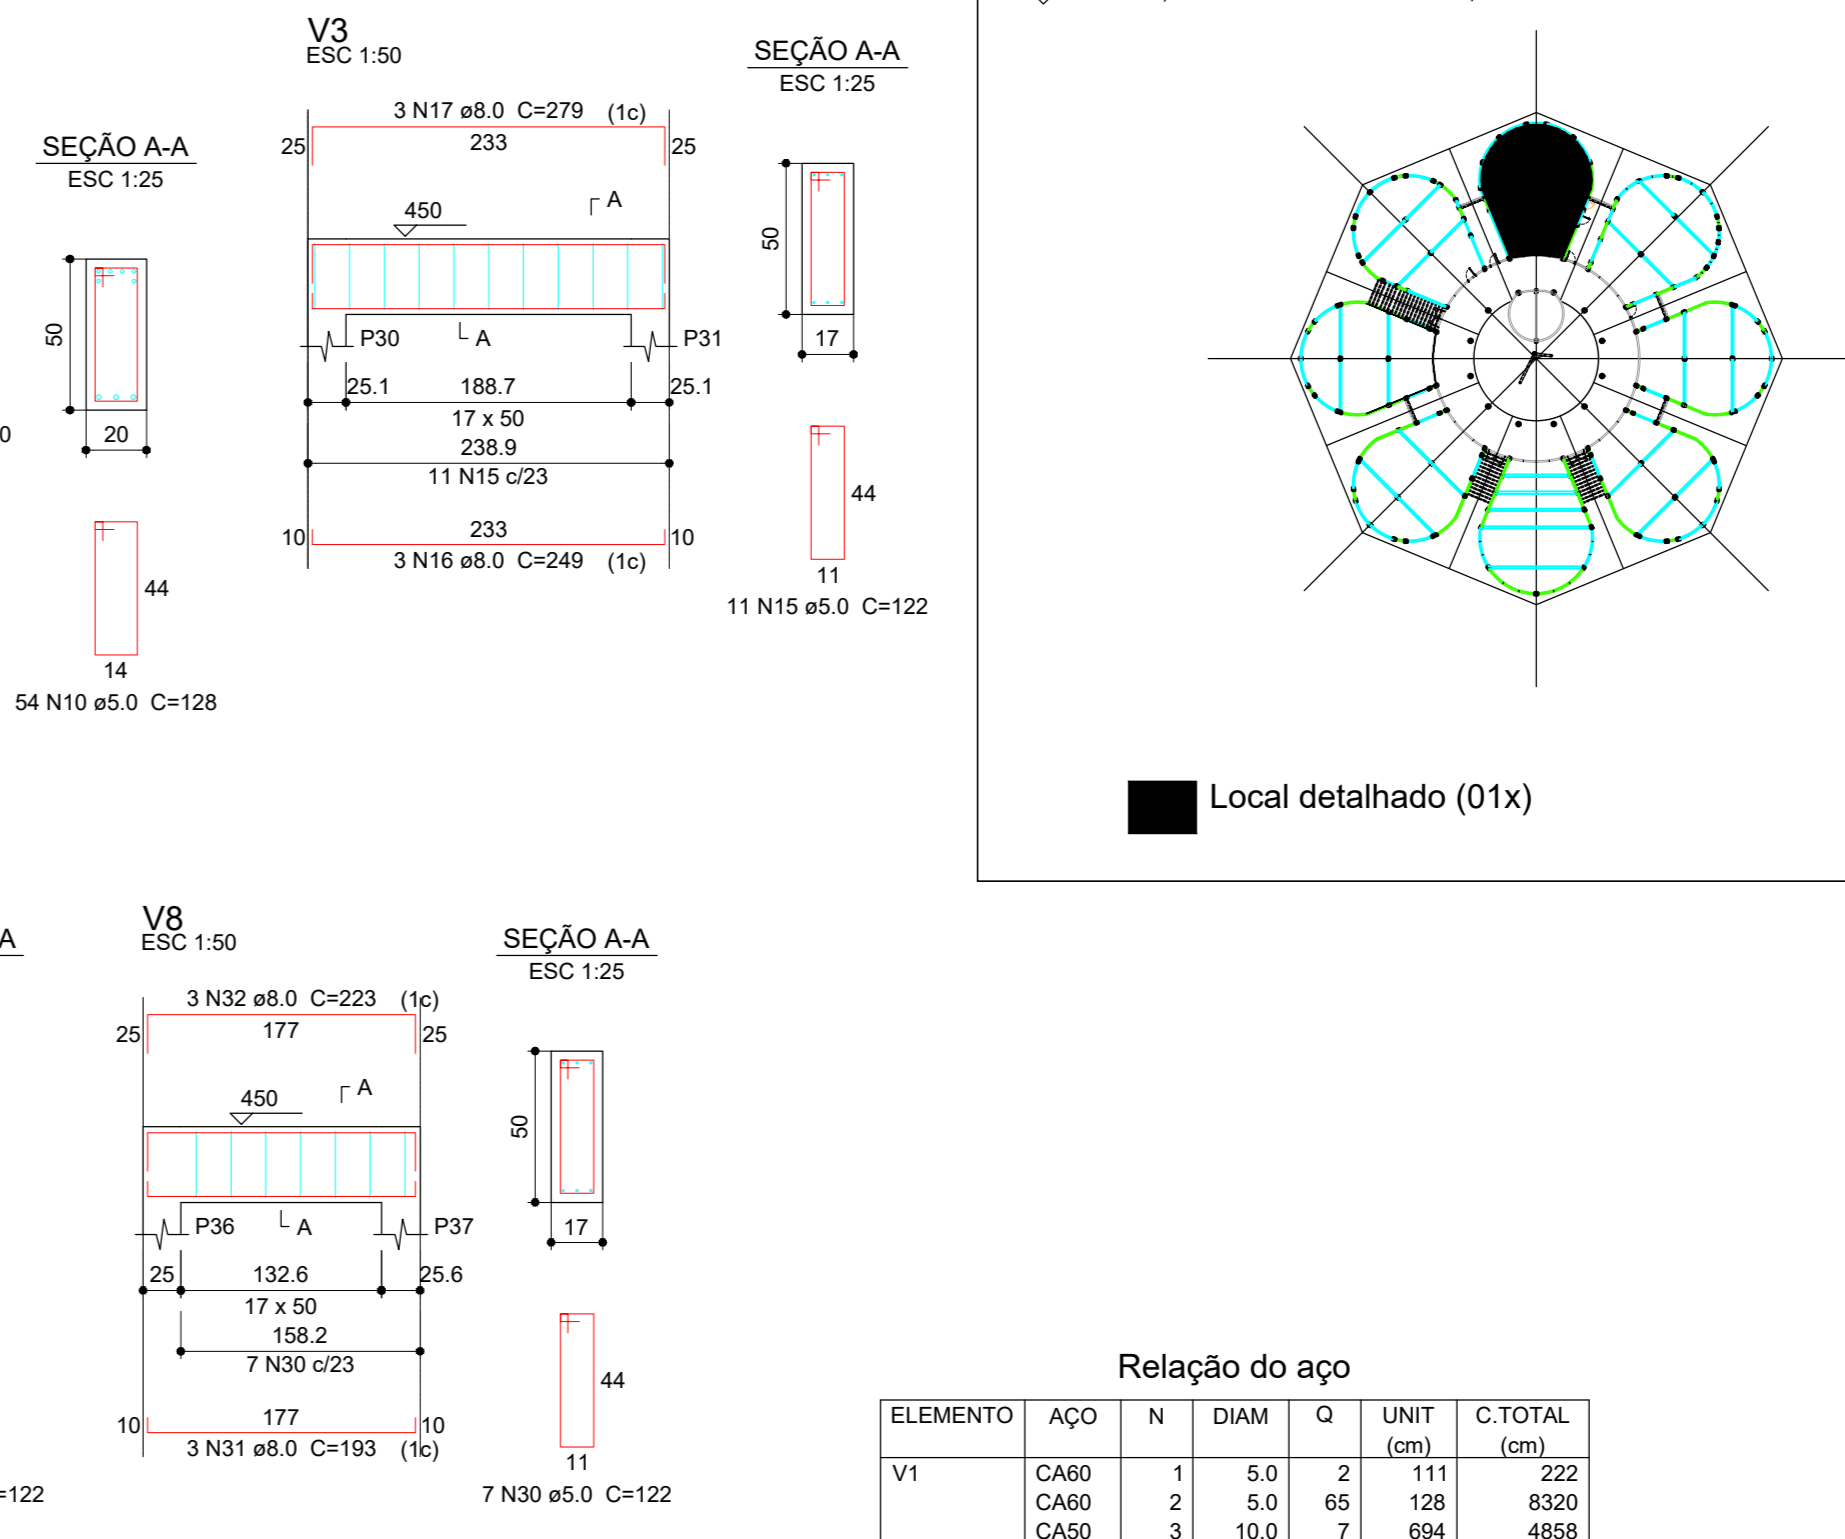 V3
ESC 1:50
3 N17 ø8.0 C=279 (1c)
25
233
25
A
450
P30
A
P31
25.1
188.7
25.1
17 x 50
238.9
11 N15 c/23
10
233
10
3 N16 ø8.0 C=249 (1c)
SEÇÃO A-A
ESC 1:25
50
20
0
44
14
54 N10 ø5.0 C=128
SEÇÃO A-A
ESC 1:25
50
17
44
11
11 N15 ø5.0 C=122
Local detalhado (01x)
A
=122
V8
ESC 1:50
3 N32 ø8.0 C=223 (1c)
25
177
25
A
450
P36
A
P37
25
132.6
25.6
17 x 50
158.2
7 N30 c/23
10
177
10
3 N31 ø8.0 C=193 (1c)
SEÇÃO A-A
ESC 1:25
50
17
44
11
7 N30 ø5.0 C=122
Relação do aço
ELEMENTO AÇO N DIAM Q UNIT (cm) C.TOTAL (cm)
V1 CA60 1 5.0 2 111 222
CA60 2 5.0 65 128 8320
CA50 3 10.0 7 694 4858